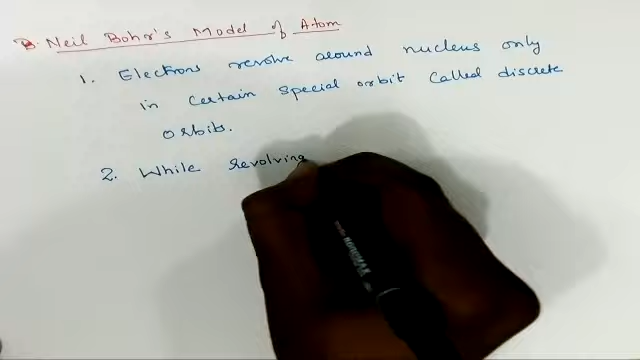 B. Neil Bohr's Model of Atom
1. Electrons revolve around nucleus only
in certain special orbit called discrete
orbits.
2. While revolving